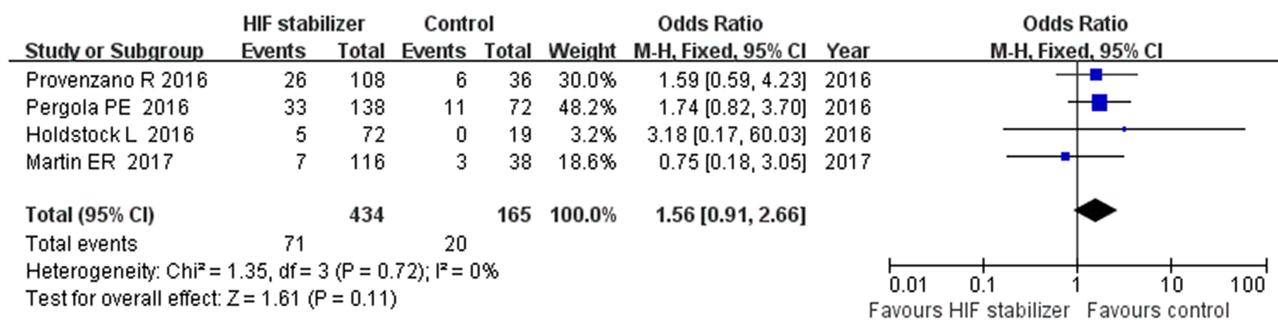 HIF stabilizer Control Odds Ratio Odds Ratio
Study or Subgroup Events Total Events Total Weight M-H, Fixed, 95% CI Year M-H, Fixed, 95% CI
Provenzano R 2016 26 108 6 36 30.0% 1.59 [0.59, 4.23] 2016
Pergola PE 2016 33 138 11 72 48.2% 1.74 [0.82, 3.70] 2016
Holdstock L 2016 5 72 0 19 3.2% 3.18 [0.17, 60.03] 2016
Martin ER 2017 7 116 3 38 18.6% 0.75 [0.18, 3.05] 2017
Total (95% CI) 434 165 100.0% 1.56 [0.91, 2.66]
Total events 71 20
Heterogeneity: Chi² = 1.35, df = 3 (P = 0.72); I² = 0%
Test for overall effect: Z = 1.61 (P = 0.11)
0.01 0.1 1 10 100
Favours HIF stabilizer Favours control